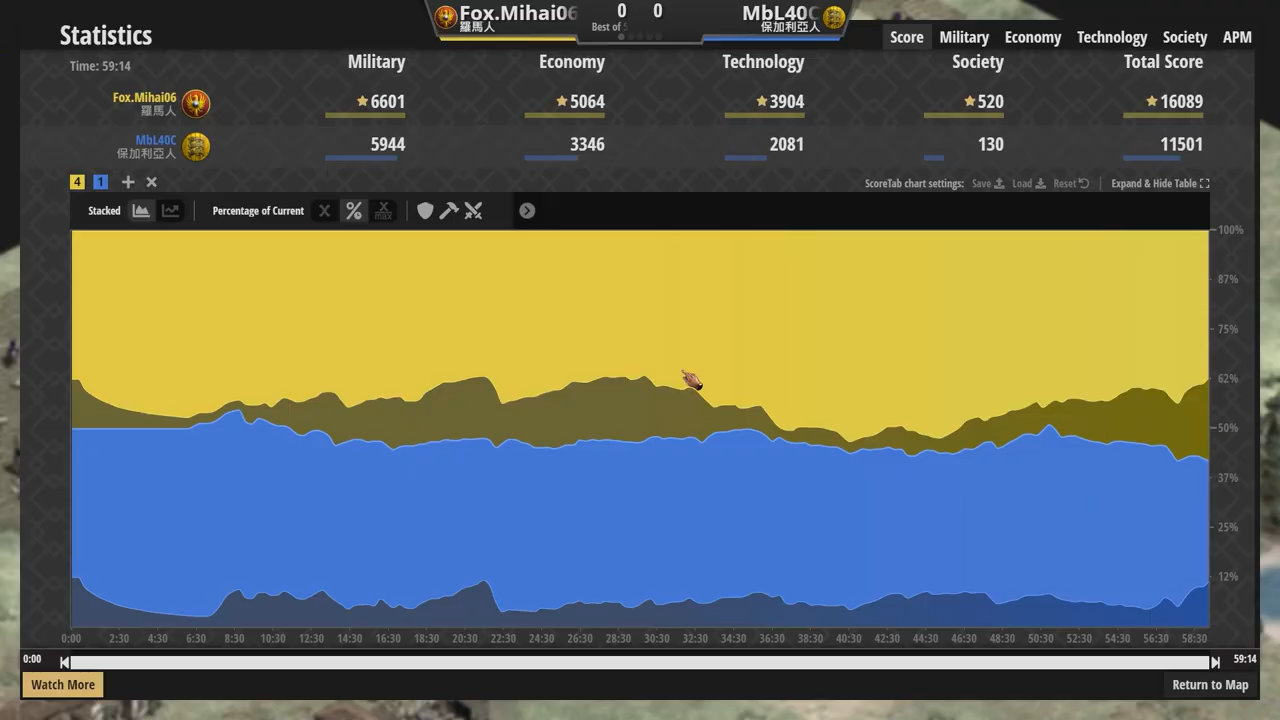 Fox.Mihai06
羅馬人
0 0
Best of 5
MbL40C
保加利亞人
Statistics
Score Military Economy Technology Society APM
Time: 59:14
Military Economy Technology Society Total Score
Fox.Mihai06
羅馬人
6601 5064 3904 520 16089
MbL40C
保加利亞人
5944 3346 2081 130 11501
4 1
ScoreTab chart settings: Save Load Reset Expand & Hide Table
Stacked Percentage of Current X % X max
100%
87%
75%
62%
50%
37%
25%
12%
0:00 2:30 4:30 6:30 8:30 10:30 12:30 14:30 16:30 18:30 20:30 22:30 24:30 26:30 28:30 30:30 32:30 34:30 36:30 38:30 40:30 42:30 44:30 46:30 48:30 50:30 52:30 54:30 56:30 58:30
0:00 59:14
Watch More Return to Map